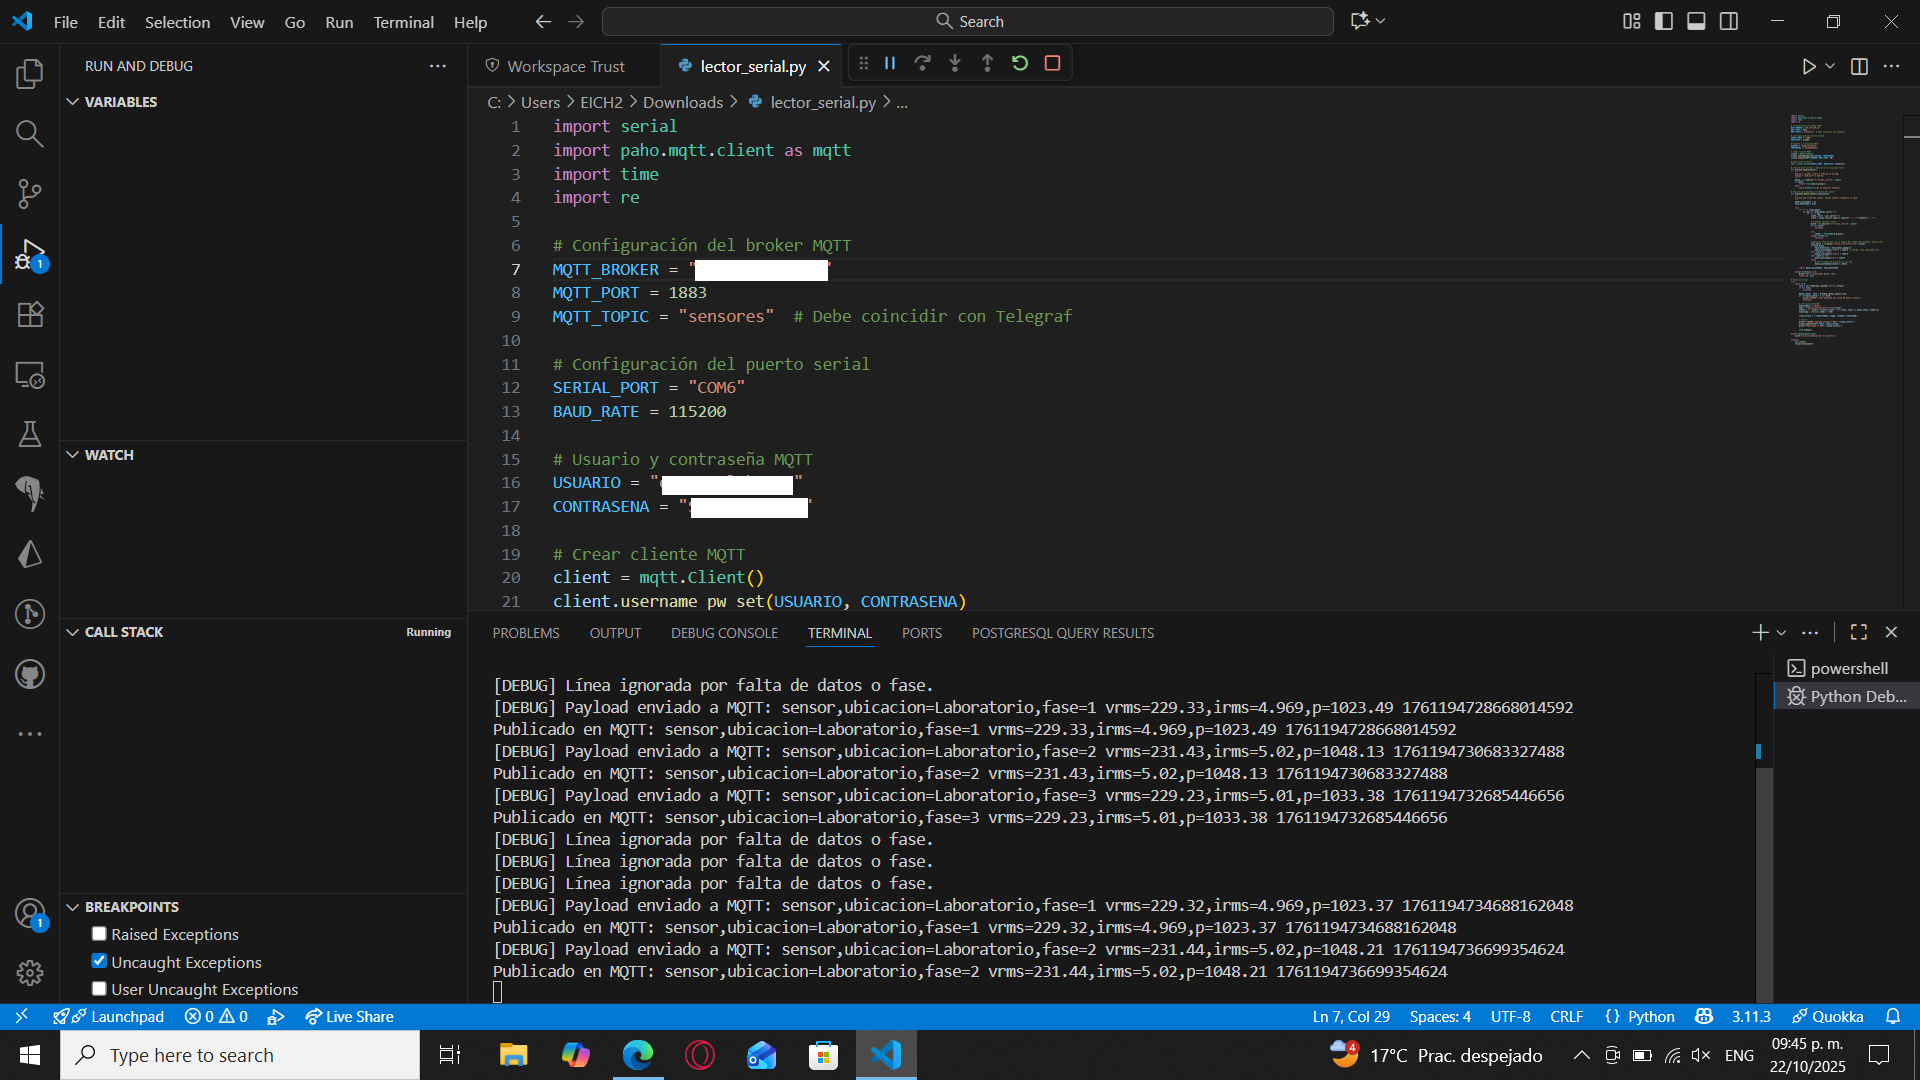 File Edit Selection View Go Run Terminal Help
Search
RUN AND DEBUG
VARIABLES
WATCH
CALL STACK
Running
BREAKPOINTS
Raised Exceptions
Uncaught Exceptions
User Uncaught Exceptions
1
1
Workspace Trust
lector_serial.py
C: > Users > EICH2 > Downloads > lector_serial.py > ...
1 import serial
2 import paho.mqtt.client as mqtt
3 import time
4 import re
5
6 # Configuración del broker MQTT
7 MQTT_BROKER = "
8 MQTT_PORT = 1883
9 MQTT_TOPIC = "sensores" # Debe coincidir con Telegraf
10
11 # Configuración del puerto serial
12 SERIAL_PORT = "COM6"
13 BAUD_RATE = 115200
14
15 # Usuario y contraseña MQTT
16 USUARIO = " "
17 CONTRASENA = "
18
19 # Crear cliente MQTT
20 client = mqtt.Client()
21 client.username_pw_set(USUARIO, CONTRASENA)
PROBLEMS OUTPUT DEBUG CONSOLE TERMINAL PORTS POSTGRESQL QUERY RESULTS
powershell
Python Deb...
[DEBUG] Línea ignorada por falta de datos o fase.
[DEBUG] Payload enviado a MQTT: sensor,ubicacion=Laboratorio,fase=1 vrms=229.33,irms=4.969,p=1023.49 1761194728668014592
Publicado en MQTT: sensor,ubicacion=Laboratorio,fase=1 vrms=229.33,irms=4.969,p=1023.49 1761194728668014592
[DEBUG] Payload enviado a MQTT: sensor,ubicacion=Laboratorio,fase=2 vrms=231.43,irms=5.02,p=1048.13 1761194730683327488
Publicado en MQTT: sensor,ubicacion=Laboratorio,fase=2 vrms=231.43,irms=5.02,p=1048.13 1761194730683327488
[DEBUG] Payload enviado a MQTT: sensor,ubicacion=Laboratorio,fase=3 vrms=229.23,irms=5.01,p=1033.38 1761194732685446656
Publicado en MQTT: sensor,ubicacion=Laboratorio,fase=3 vrms=229.23,irms=5.01,p=1033.38 1761194732685446656
[DEBUG] Línea ignorada por falta de datos o fase.
[DEBUG] Línea ignorada por falta de datos o fase.
[DEBUG] Línea ignorada por falta de datos o fase.
[DEBUG] Payload enviado a MQTT: sensor,ubicacion=Laboratorio,fase=1 vrms=229.32,irms=4.969,p=1023.37 1761194734688162048
Publicado en MQTT: sensor,ubicacion=Laboratorio,fase=1 vrms=229.32,irms=4.969,p=1023.37 1761194734688162048
[DEBUG] Payload enviado a MQTT: sensor,ubicacion=Laboratorio,fase=2 vrms=231.44,irms=5.02,p=1048.21 1761194736699354624
Publicado en MQTT: sensor,ubicacion=Laboratorio,fase=2 vrms=231.44,irms=5.02,p=1048.21 1761194736699354624
Launchpad 0 0 Live Share Ln 7, Col 29 Spaces: 4 UTF-8 CRLF {} Python 3.11.3 Quokka
Type here to search
4 17°C Prac. despejado ENG
09:45 p. m.
22/10/2025